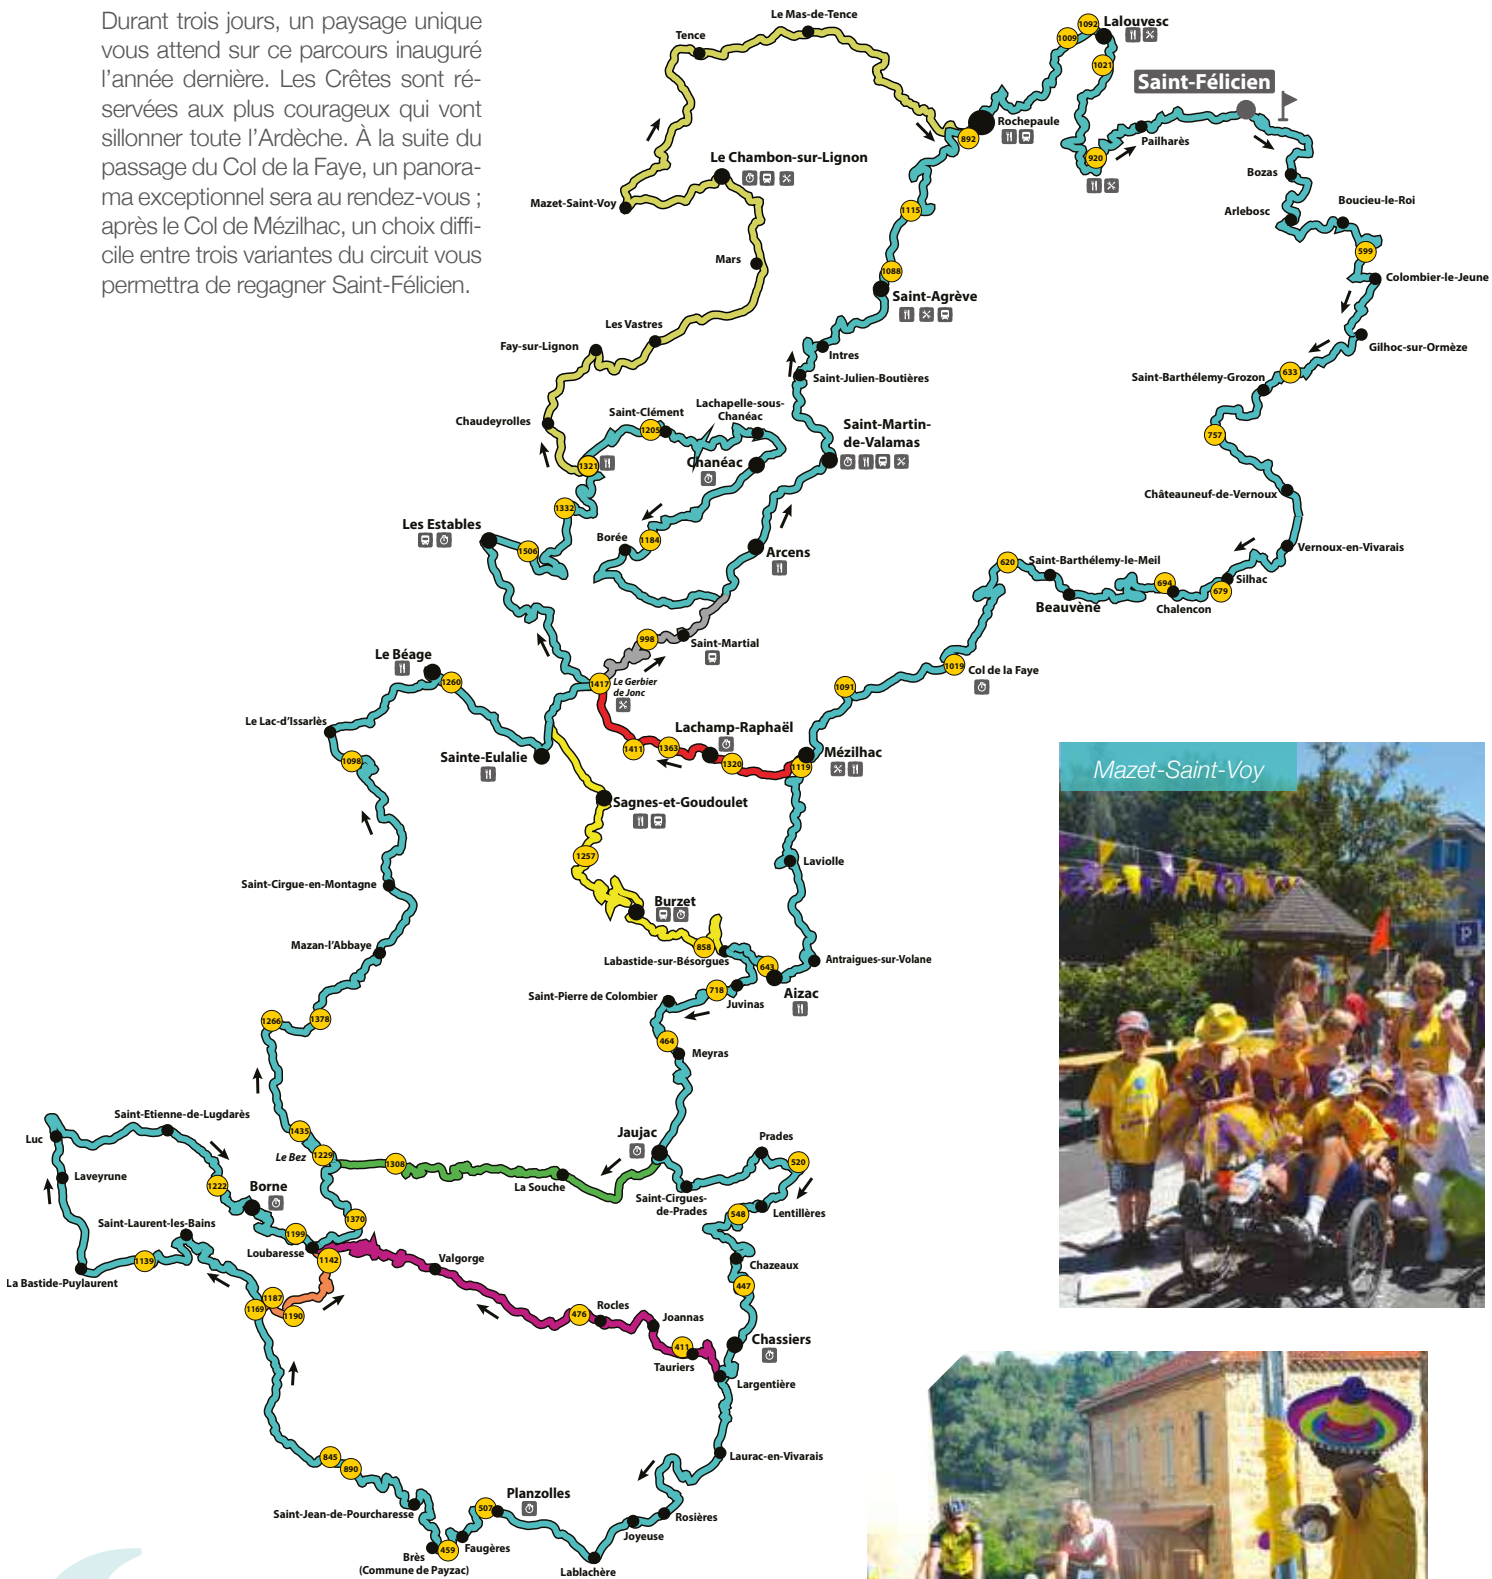 Durant trois jours, un paysage unique
vous attend sur ce parcours inauguré
l'année dernière. Les Crêtes sont ré-
servées aux plus courageux qui vont
sillonner toute l'Ardèche. À la suite du
passage du Col de la Faye, un panora-
ma exceptionnel sera au rendez-vous ;
après le Col de Mézilhac, un choix diffi-
cile entre trois variantes du circuit vous
permettra de regagner Saint-Félicien.
Le Mas-de-Tence
Tence
1092
Lalouvesc
1009
1021
Saint-Félicien
Rochepaule
892
Pailharès
920
Le Chambon-sur-Lignon
Bozas
Mazet-Saint-Voy
1115
Arlebosc
Boucieu-le-Roi
599
Mars
1088
Colombier-le-Jeune
Saint-Agrève
Les Vastres
Fay-sur-Lignon
Intres
Gilhoc-sur-Ormèze
Saint-Julien-Boutières
633
Saint-Barthélemy-Grozon
Lachapelle-sous-
Chanéac
Saint-Clément
1205
Chaudeyrolles
Saint-Martin-
de-Valamas
757
1321
Chanéac
Châteauneuf-de-Vernoux
1332
Les Estables
1184
Borée
1506
Arcens
Vernoux-en-Vivarais
620
Saint-Barthélemy-le-Meil
694
Silhac
679
Beauvène
Chalencon
998
Saint-Martial
Le Béage
1260
1417
Le Gerbier
de Jonc
1019
Col de la Faye
1091
Le Lac-d'Issarlès
Lachamp-Raphaël
1411
1363
1320
Mézilhac
1119
1098
Sainte-Eulalie
Mazet-Saint-Voy
Sagnes-et-Goudoulet
1257
Laviolle
Saint-Cirgue-en-Montagne
Burzet
Mazan-l'Abbaye
858
Labastide-sur-Bésorgues
643
Antraigues-sur-Volane
Aizac
718
Juvinas
Saint-Pierre de Colombier
1266
1378
464
Meyras
Saint-Etienne-de-Lugdarès
Luc
1435
Le Bez
1229
1308
Jaujac
Prades
520
Laveyrune
La Souche
1222
Borne
Saint-Cirgues-
de-Prades
Lentillères
548
Saint-Laurent-les-Bains
1370
1199
Loubaresse
1142
Valgorge
Chazeaux
1139
La Bastide-Puylaurent
447
1187
1169
1190
476
Rocles
Joannas
411
Tauriers
Chassiers
Largentière
845
890
Laurac-en-Vivarais
Planzolles
507
Saint-Jean-de-Pourcharesse
Rosières
Joyeuse
459
Faugères
Brès
(Commune de Payzac)
Lablachère
P